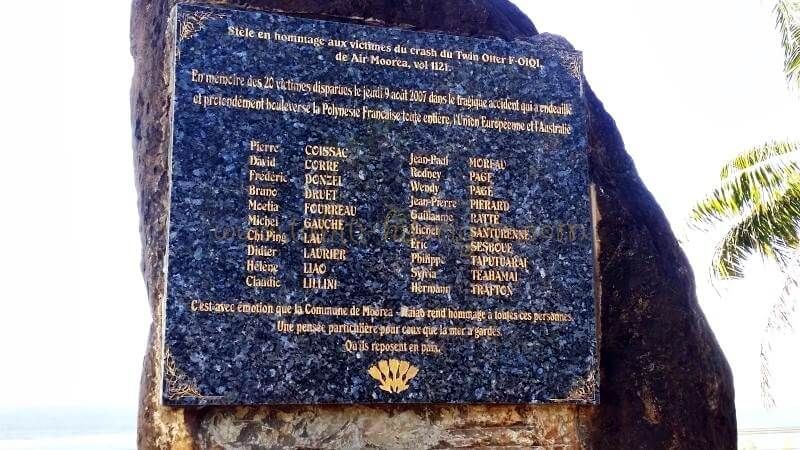 Stèle en hommage aux victimes du crash du Twin Otter F-OIQI,
de Air Moorea, vol 1121.
En mémoire des 20 victimes disparues le jeudi 9 août 2007 dans le tragique accident qui a endeuillé
et profondément bouleversé la Polynésie Française toute entière, l'Union Européenne et l'Australie
Pierre COISSAC
David CORRE
Frédéric DONZEL
Bruno DRUET
Moetia FOURREAU
Michel GAUCHE
Chi Ping LAU
Didier LAURIER
Hélène LIAO
Claudie LILLINI
Jean-Paul MOREAU
Rodney PAGE
Wendy PAGE
Jean-Pierre PIERARD
Guillaume RATTE
Michel SANTURENNE
Eric SESBOUE
Philippe TAPUTUARAI
Sylvia TEAHAMAI
Hermann TRAFTON
C'est avec émotion que la Commune de Moorea - Maiao rend hommage à toutes ces personnes.
Une pensée particulière pour ceux que la mer a gardés.
Qu'ils reposent en paix.